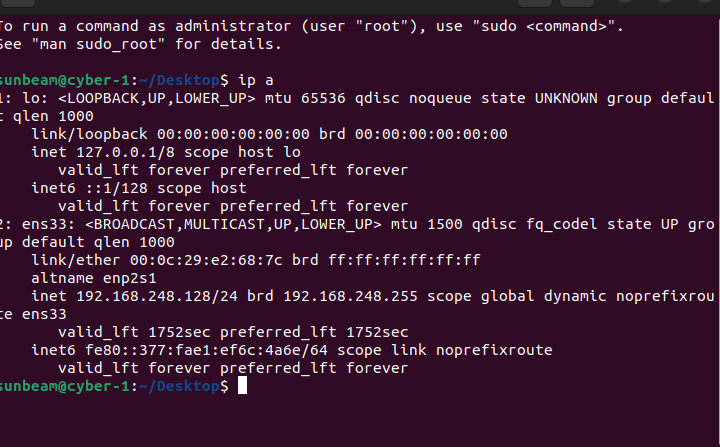 To run a command as administrator (user "root"), use "sudo <command>".
See "man sudo_root" for details.
sunbeam@cyber-1:~/Desktop$ ip a
1: lo: <LOOPBACK,UP,LOWER_UP> mtu 65536 qdisc noqueue state UNKNOWN group defaul
t qlen 1000
link/loopback 00:00:00:00:00:00 brd 00:00:00:00:00:00
inet 127.0.0.1/8 scope host lo
valid_lft forever preferred_lft forever
inet6 ::1/128 scope host
valid_lft forever preferred_lft forever
2: ens33: <BROADCAST,MULTICAST,UP,LOWER_UP> mtu 1500 qdisc fq_codel state UP gro
up default qlen 1000
link/ether 00:0c:29:e2:68:7c brd ff:ff:ff:ff:ff:ff
altname enp2s1
inet 192.168.248.128/24 brd 192.168.248.255 scope global dynamic noprefixrou
te ens33
valid_lft 1752sec preferred_lft 1752sec
inet6 fe80::377:fae1:ef6c:4a6e/64 scope link noprefixroute
valid_lft forever preferred_lft forever
sunbeam@cyber-1:~/Desktop$